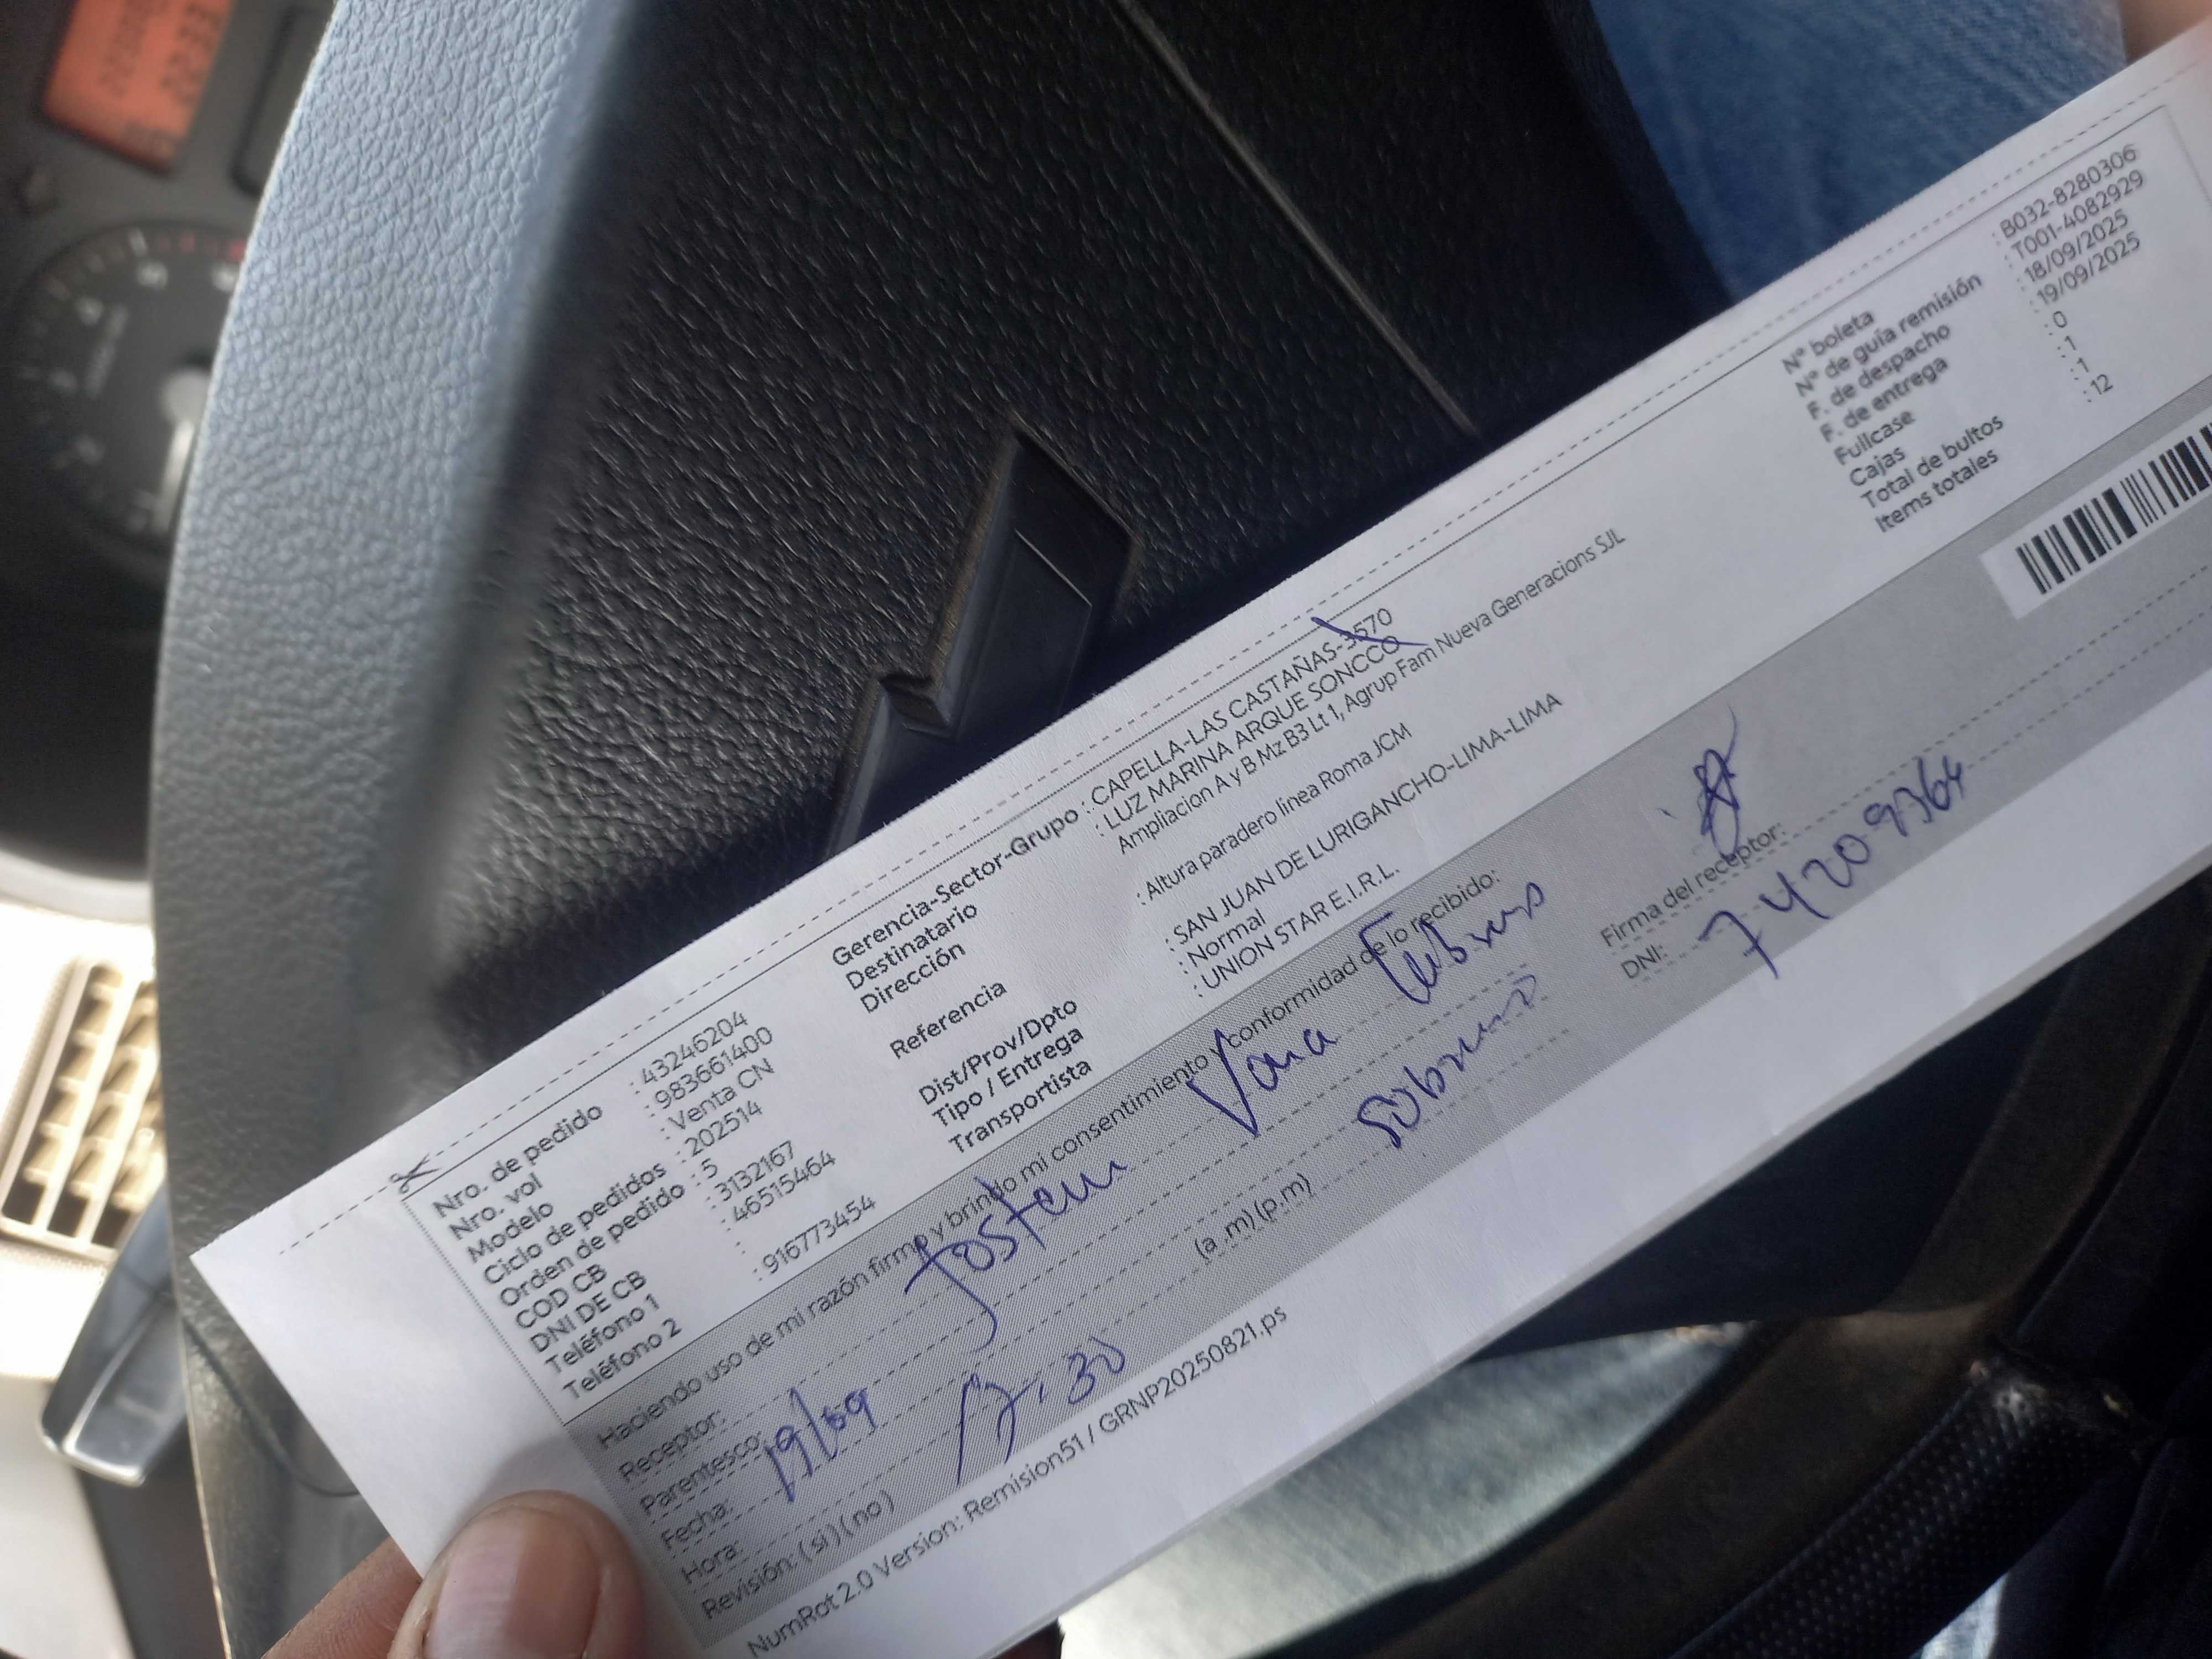 Nro. de pedido : 43246204
Nro. vol : 983661400
Modelo : Venta CN
Ciclo de pedidos : 202514
Orden de pedido : 5
COD CB : 3132167
DNI DE CB : 46515464
Teléfono 1 :
Teléfono 2 : 916773454
Gerencia-Sector-Grupo : CAPELLA-LAS CASTAÑAS-3570
Destinatario : LUZ MARINA ARQUE SONCCO
Dirección : Ampliacion A y B Mz B3 Lt 1, Agrup Fam Nueva Generacions SJL
Referencia : Altura paradero linea Roma JCM
Dist/Prov/Dpto : SAN JUAN DE LURIGANCHO-LIMA-LIMA
Tipo / Entrega : Normal
Transportista : UNION STAR E.I.R.L.
N° boleta : B032-8280306
N° de guía remisión : T001-4082929
F. de despacho : 18/09/2025
F. de entrega : 19/09/2025
Fullcase : 0
Cajas : 1
Total de bultos : 1
Items totales : 12
Haciendo uso de mi razón firmo y brindo mi consentimiento y conformidad de lo recibido:
Receptor: Vara
Parentesco: sobrino
Fecha: 19/09
Hora: 17.30 (a .m) (p.m)
Revisión: ( si ) ( no )
Firma del receptor:
DNI: 74209364
NumRot 2.0 Version: Remision51 / GRNP20250821.ps